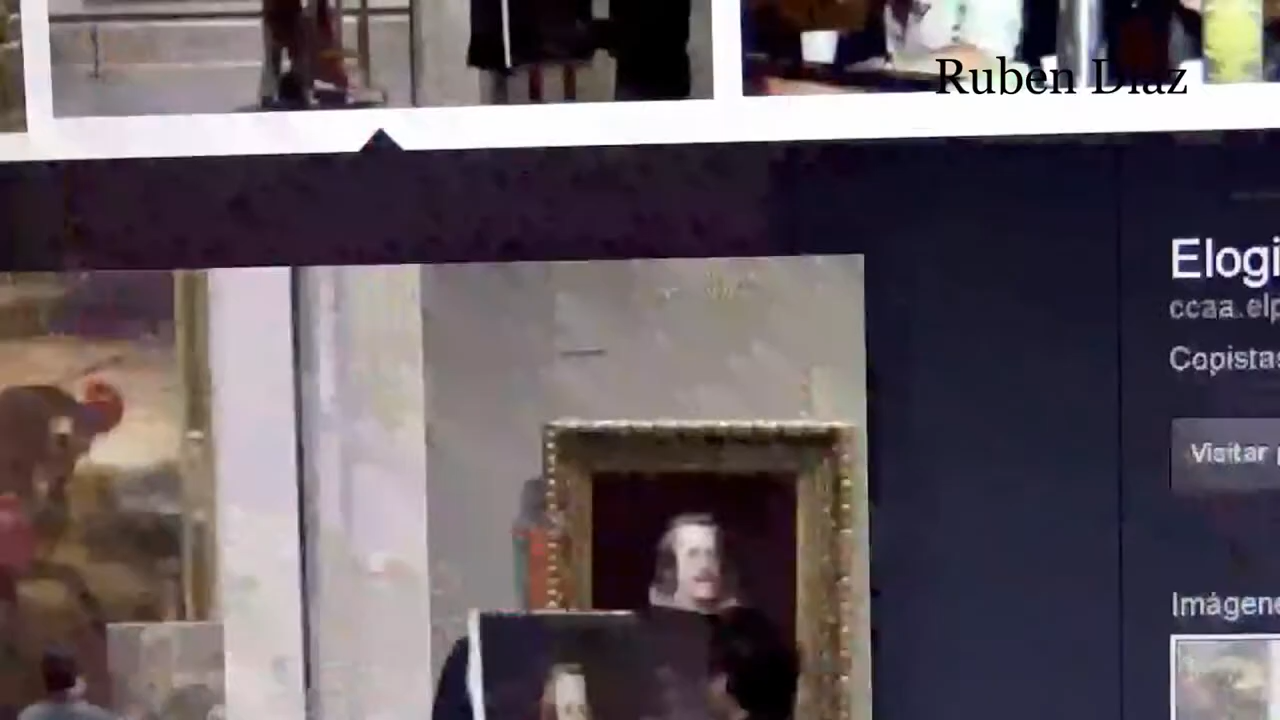 Ruben Diaz
Elogi
ccaa.elp
Copistas
Visitar
Imágene